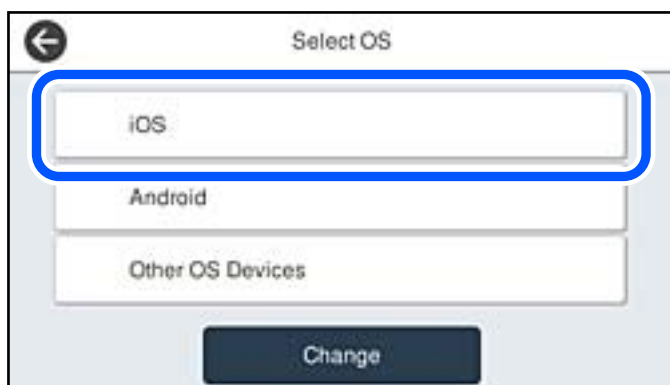 Select OS
iOS
Android
Other OS Devices
Change